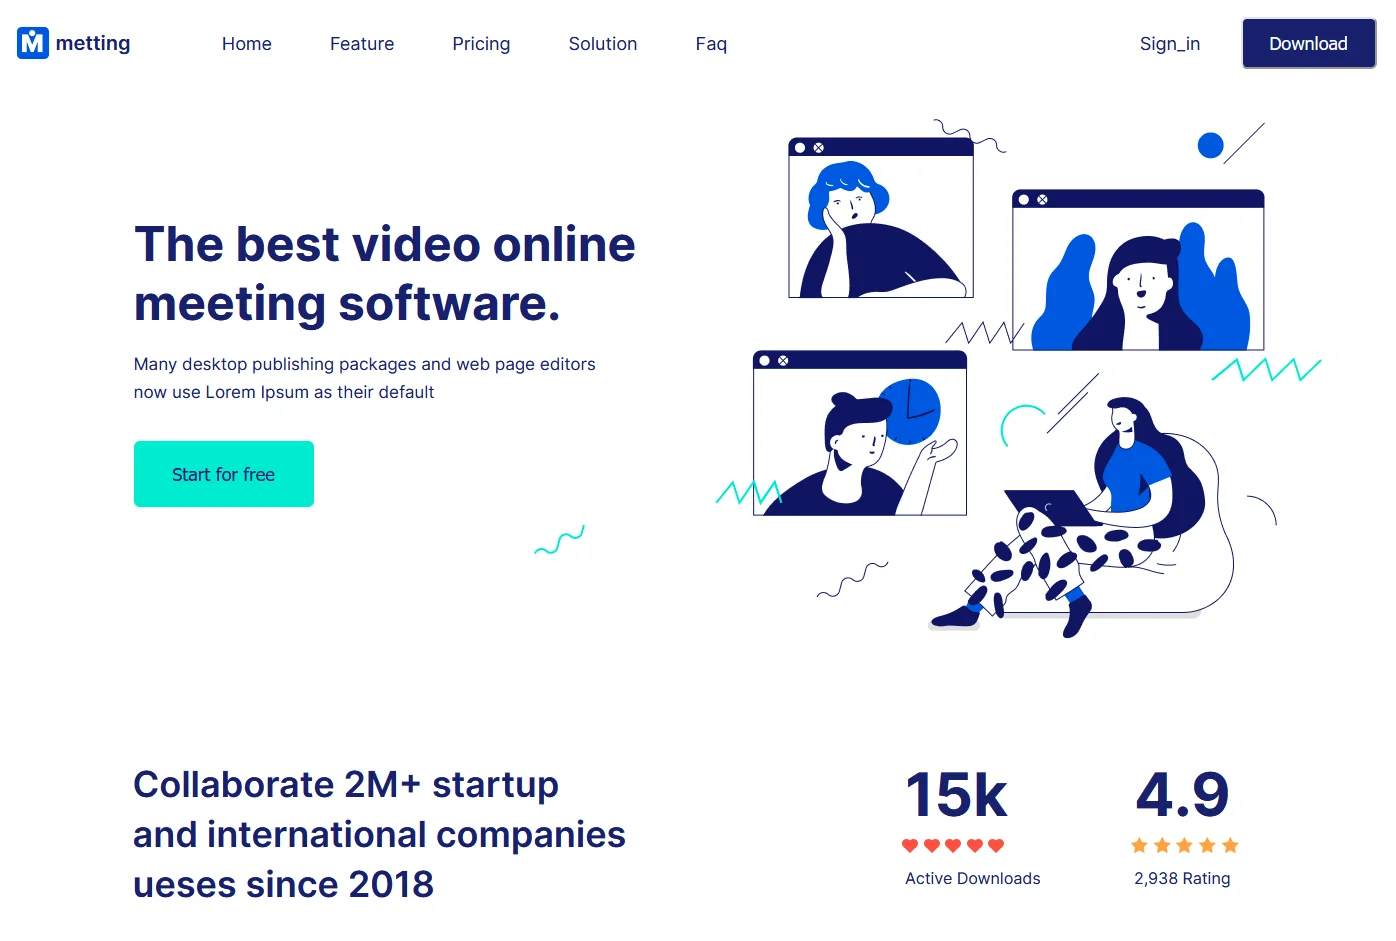 metting
Home
Feature
Pricing
Solution
Faq
Sign_in
Download
The best video online
meeting software.
Many desktop publishing packages and web page editors
now use Lorem Ipsum as their default
Start for free
Collaborate 2M+ startup
and international companies
ueses since 2018
15k
Active Downloads
4.9
2,938 Rating